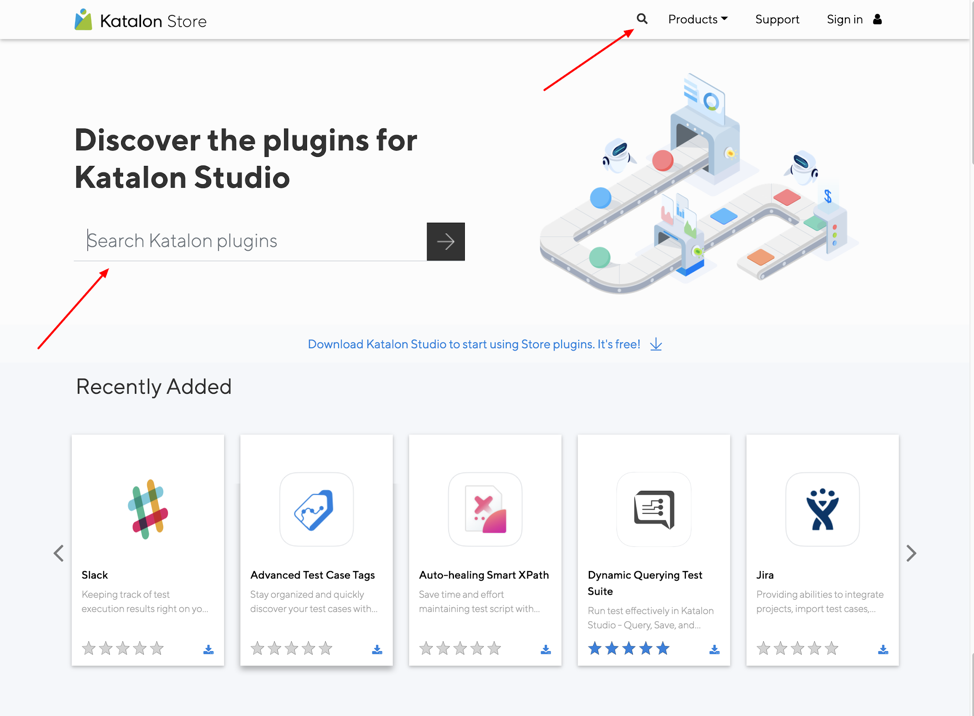 Katalon Store
Products
Support
Sign in
Discover the plugins for
Katalon Studio
Search Katalon plugins
Download Katalon Studio to start using Store plugins. It's free!
Recently Added
Slack
Keeping track of test
execution results right on yo...
Advanced Test Case Tags
Stay organized and quickly
discover your test cases with...
Auto-healing Smart XPath
Save time and effort
maintaining test script with...
Dynamic Querying Test
Suite
Run test effectively in Katalon
Studio - Query, Save, and...
Jira
Providing abilities to integrate
projects, import test cases,...